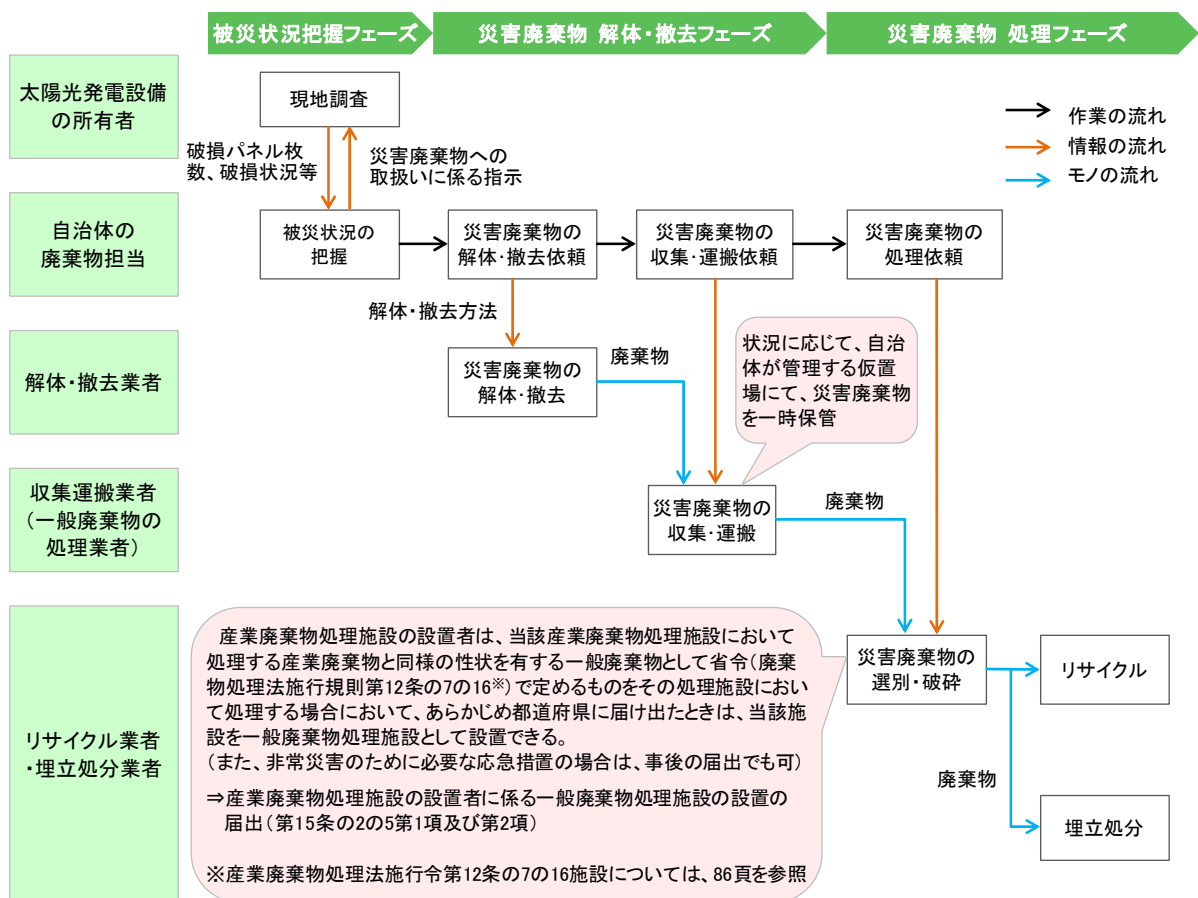 被災状況把握フェーズ
災害廃棄物 解体・撤去フェーズ
災害廃棄物 処理フェーズ
太陽光発電設備
の所有者
現地調査
作業の流れ
情報の流れ
モノの流れ
破損パネル枚
数、破損状況等
災害廃棄物への
取扱いに係る指示
自治体の
廃棄物担当
被災状況の
把握
災害廃棄物の
解体・撤去依頼
災害廃棄物の
収集・運搬依頼
災害廃棄物の
処理依頼
解体・撤去方法
解体・撤去業者
災害廃棄物の
解体・撤去
廃棄物
状況に応じて、自治
体が管理する仮置
場にて、災害廃棄物
を一時保管
収集運搬業者
(一般廃棄物の
処理業者)
災害廃棄物の
収集・運搬
廃棄物
リサイクル業者
・埋立処分業者
産業廃棄物処理施設の設置者は、当該産業廃棄物処理施設において
処理する産業廃棄物と同様の性状を有する一般廃棄物として省令(廃棄
物処理法施行規則第12条の7の16※)で定めるものをその処理施設におい
て処理する場合において、あらかじめ都道府県に届け出たときは、当該施
設を一般廃棄物処理施設として設置できる。
(また、非常災害のために必要な応急措置の場合は、事後の届出でも可)
⇒産業廃棄物処理施設の設置者に係る一般廃棄物処理施設の設置の
届出(第15条の2の5第1項及び第2項)
※産業廃棄物処理法施行令第12条の7の16施設については、86頁を参照
災害廃棄物の
選別・破砕
リサイクル
廃棄物
埋立処分